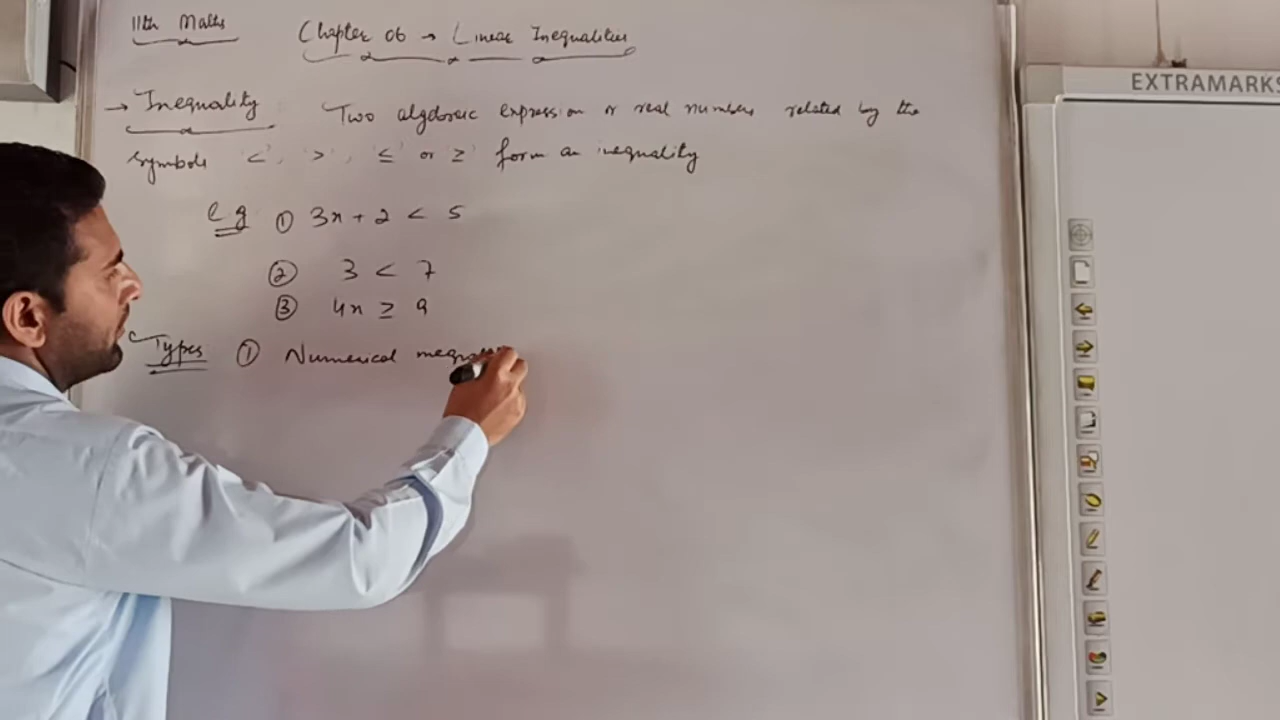 11th Maths Chapter 06 → Linear Inequalities
→ Inequality Two algebraic expression or real numbers related by the
symbols '<', '>', '≤' or '≥' form an inequality
e.g ① 3x + 2 < 5
② 3 < 7
③ 4x ≥ 9
Types ① Numerical
EXTRAMARKS